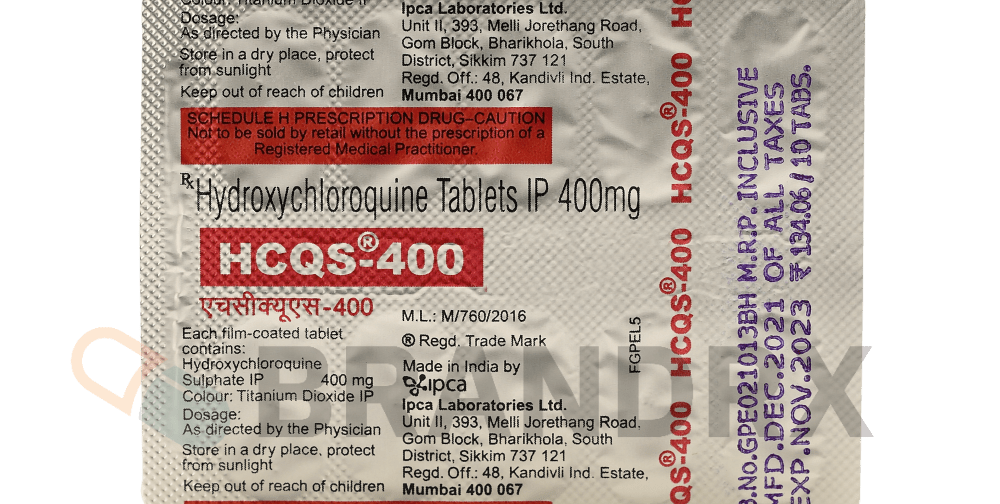 Colour: Titanium Dioxide IP
Dosage:
As directed by the Physician
Store in a dry place, protect
from sunlight
Keep out of reach of children
Ipca Laboratories Ltd.
Unit II, 393, Melli Jorethang Road,
Gom Block, Bharikhola, South
District, Sikkim 737 121
Regd. Off.: 48, Kandivli Ind. Estate,
Mumbai 400 067
SCHEDULE H PRESCRIPTION DRUG–CAUTION
Not to be sold by retail without the prescription of a
Registered Medical Practitioner.
Rx Hydroxychloroquine Tablets IP 400mg
HCQS®-400
एचसीक्यूएस-400
Each film-coated tablet
contains:
Hydroxychloroquine
Sulphate IP 400 mg
Colour: Titanium Dioxide IP
Dosage:
As directed by the Physician
Store in a dry place, protect
from sunlight
Keep out of reach of children
M.L.: M/760/2016
® Regd. Trade Mark
Made in India by
ipca
Ipca Laboratories Ltd.
Unit II, 393, Melli Jorethang Road,
Gom Block, Bharikhola, South
District, Sikkim 737 121
Regd. Off.: 48, Kandivli Ind. Estate,
Mumbai 400 067
FGPEL5
HCQS®-400 HCQS®-400 HCQS®-400 HC
B.No.GPE021013BH M.R.P. INCLUSIVE
MFD.DEC.2021 OF ALL TAXES
EXP.NOV.2023 ₹ 134.06/10 TABS.
BRANDFX